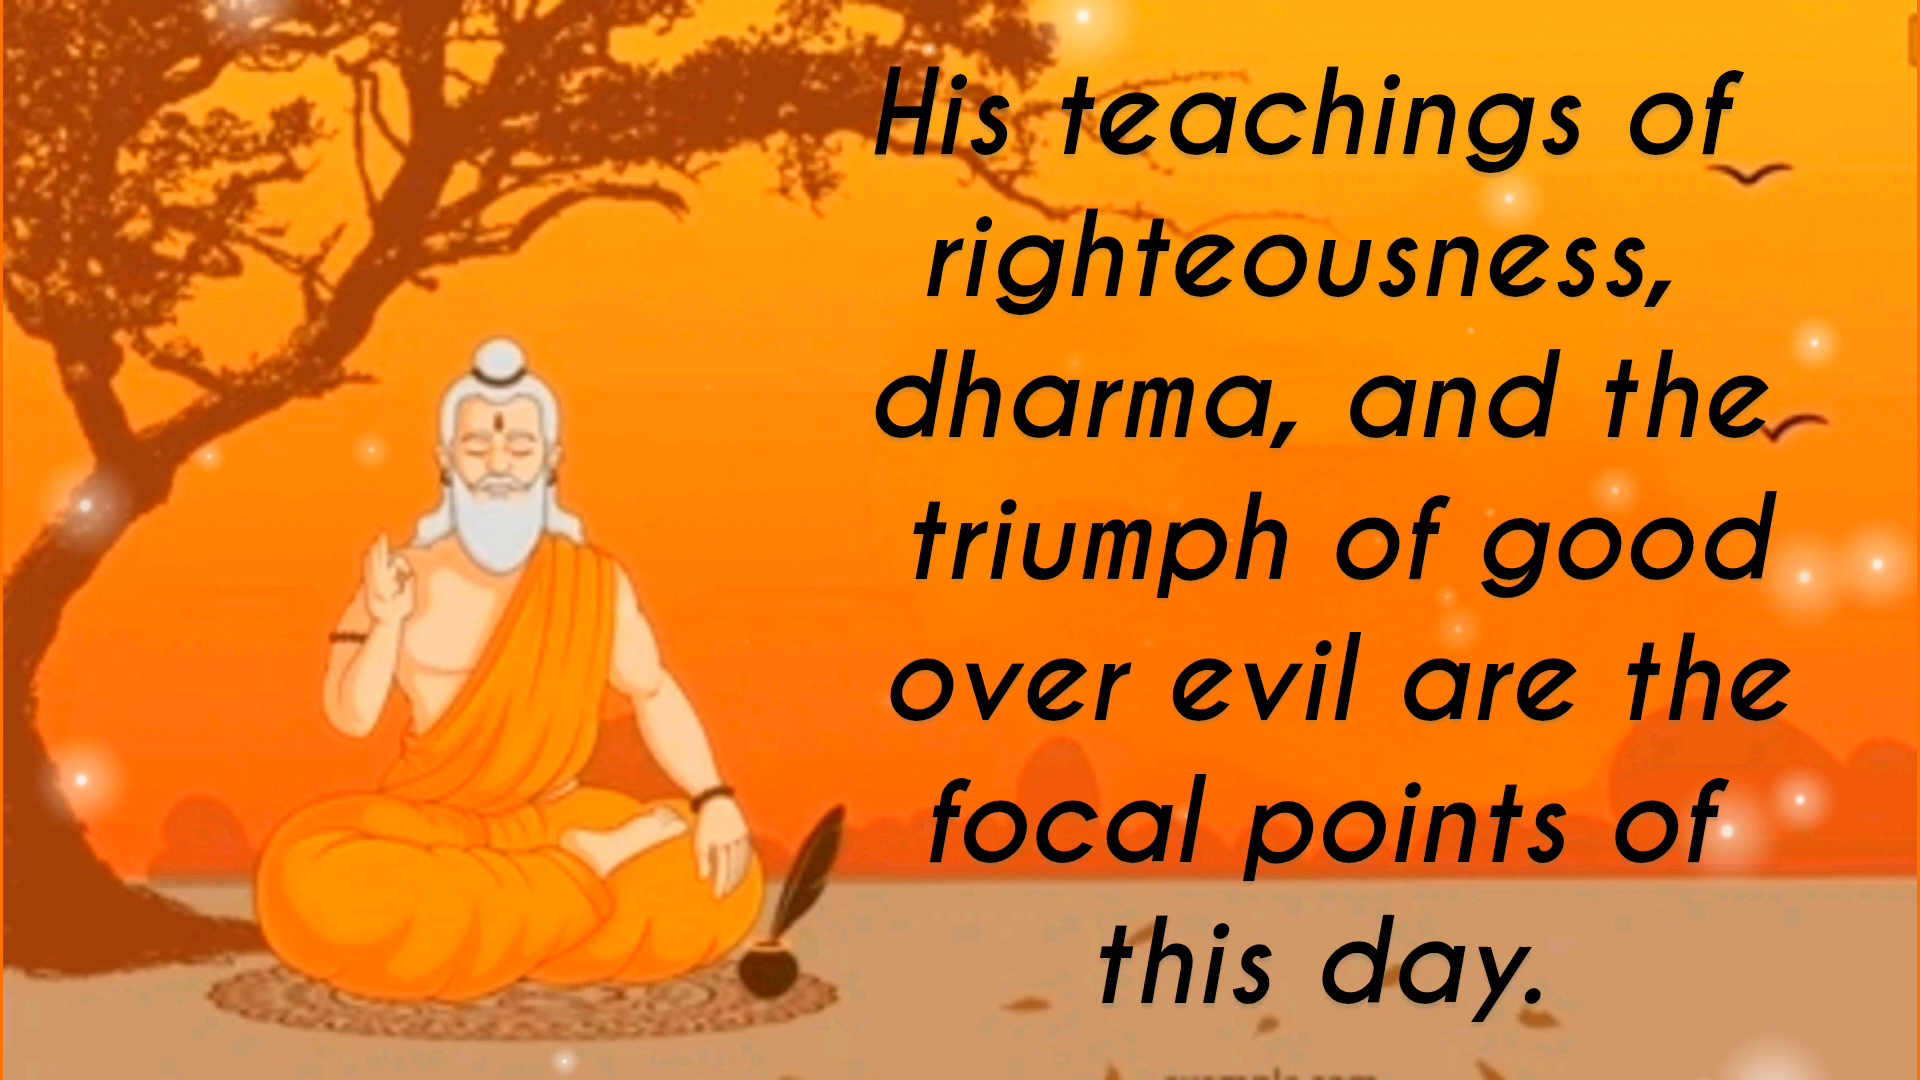 His teachings of
righteousness,
dharma, and the
triumph of good
over evil are the
focal points of
this day.